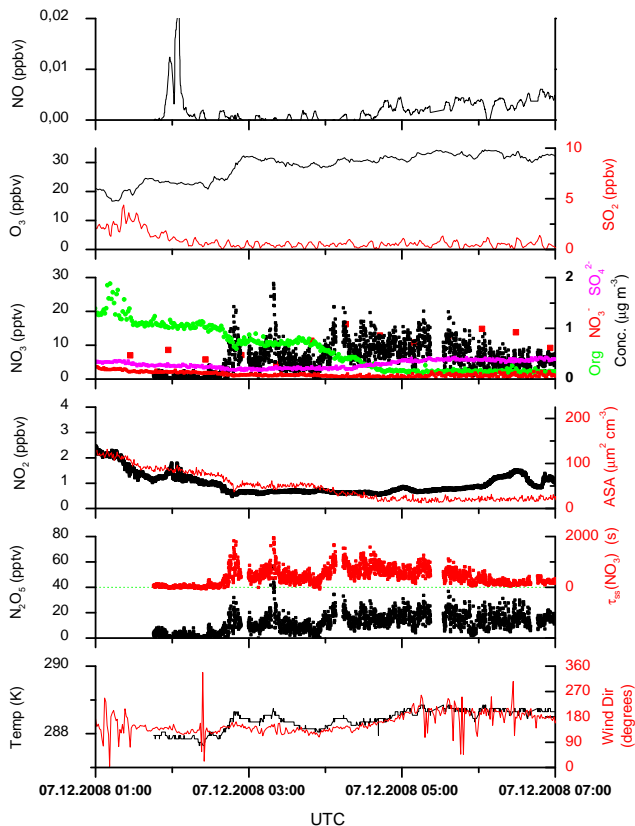 0,02
0,01
0,00
NO (ppbv)
30
20
10
0
O3 (ppbv)
10
5
0
SO2 (ppbv)
30
20
10
0
NO3 (pptv)
2
1
0
Org NO3- SO42-
Conc. (µg m-3)
4
3
2
1
0
NO2 (ppbv)
200
100
0
ASA (µm2 cm-3)
80
60
40
20
0
N2O5 (pptv)
2000
1000
0
τss(NO3) (s)
290
288
Temp (K)
360
270
180
90
0
Wind Dir
(degrees)
07.12.2008 01:00 07.12.2008 03:00 07.12.2008 05:00 07.12.2008 07:00
UTC